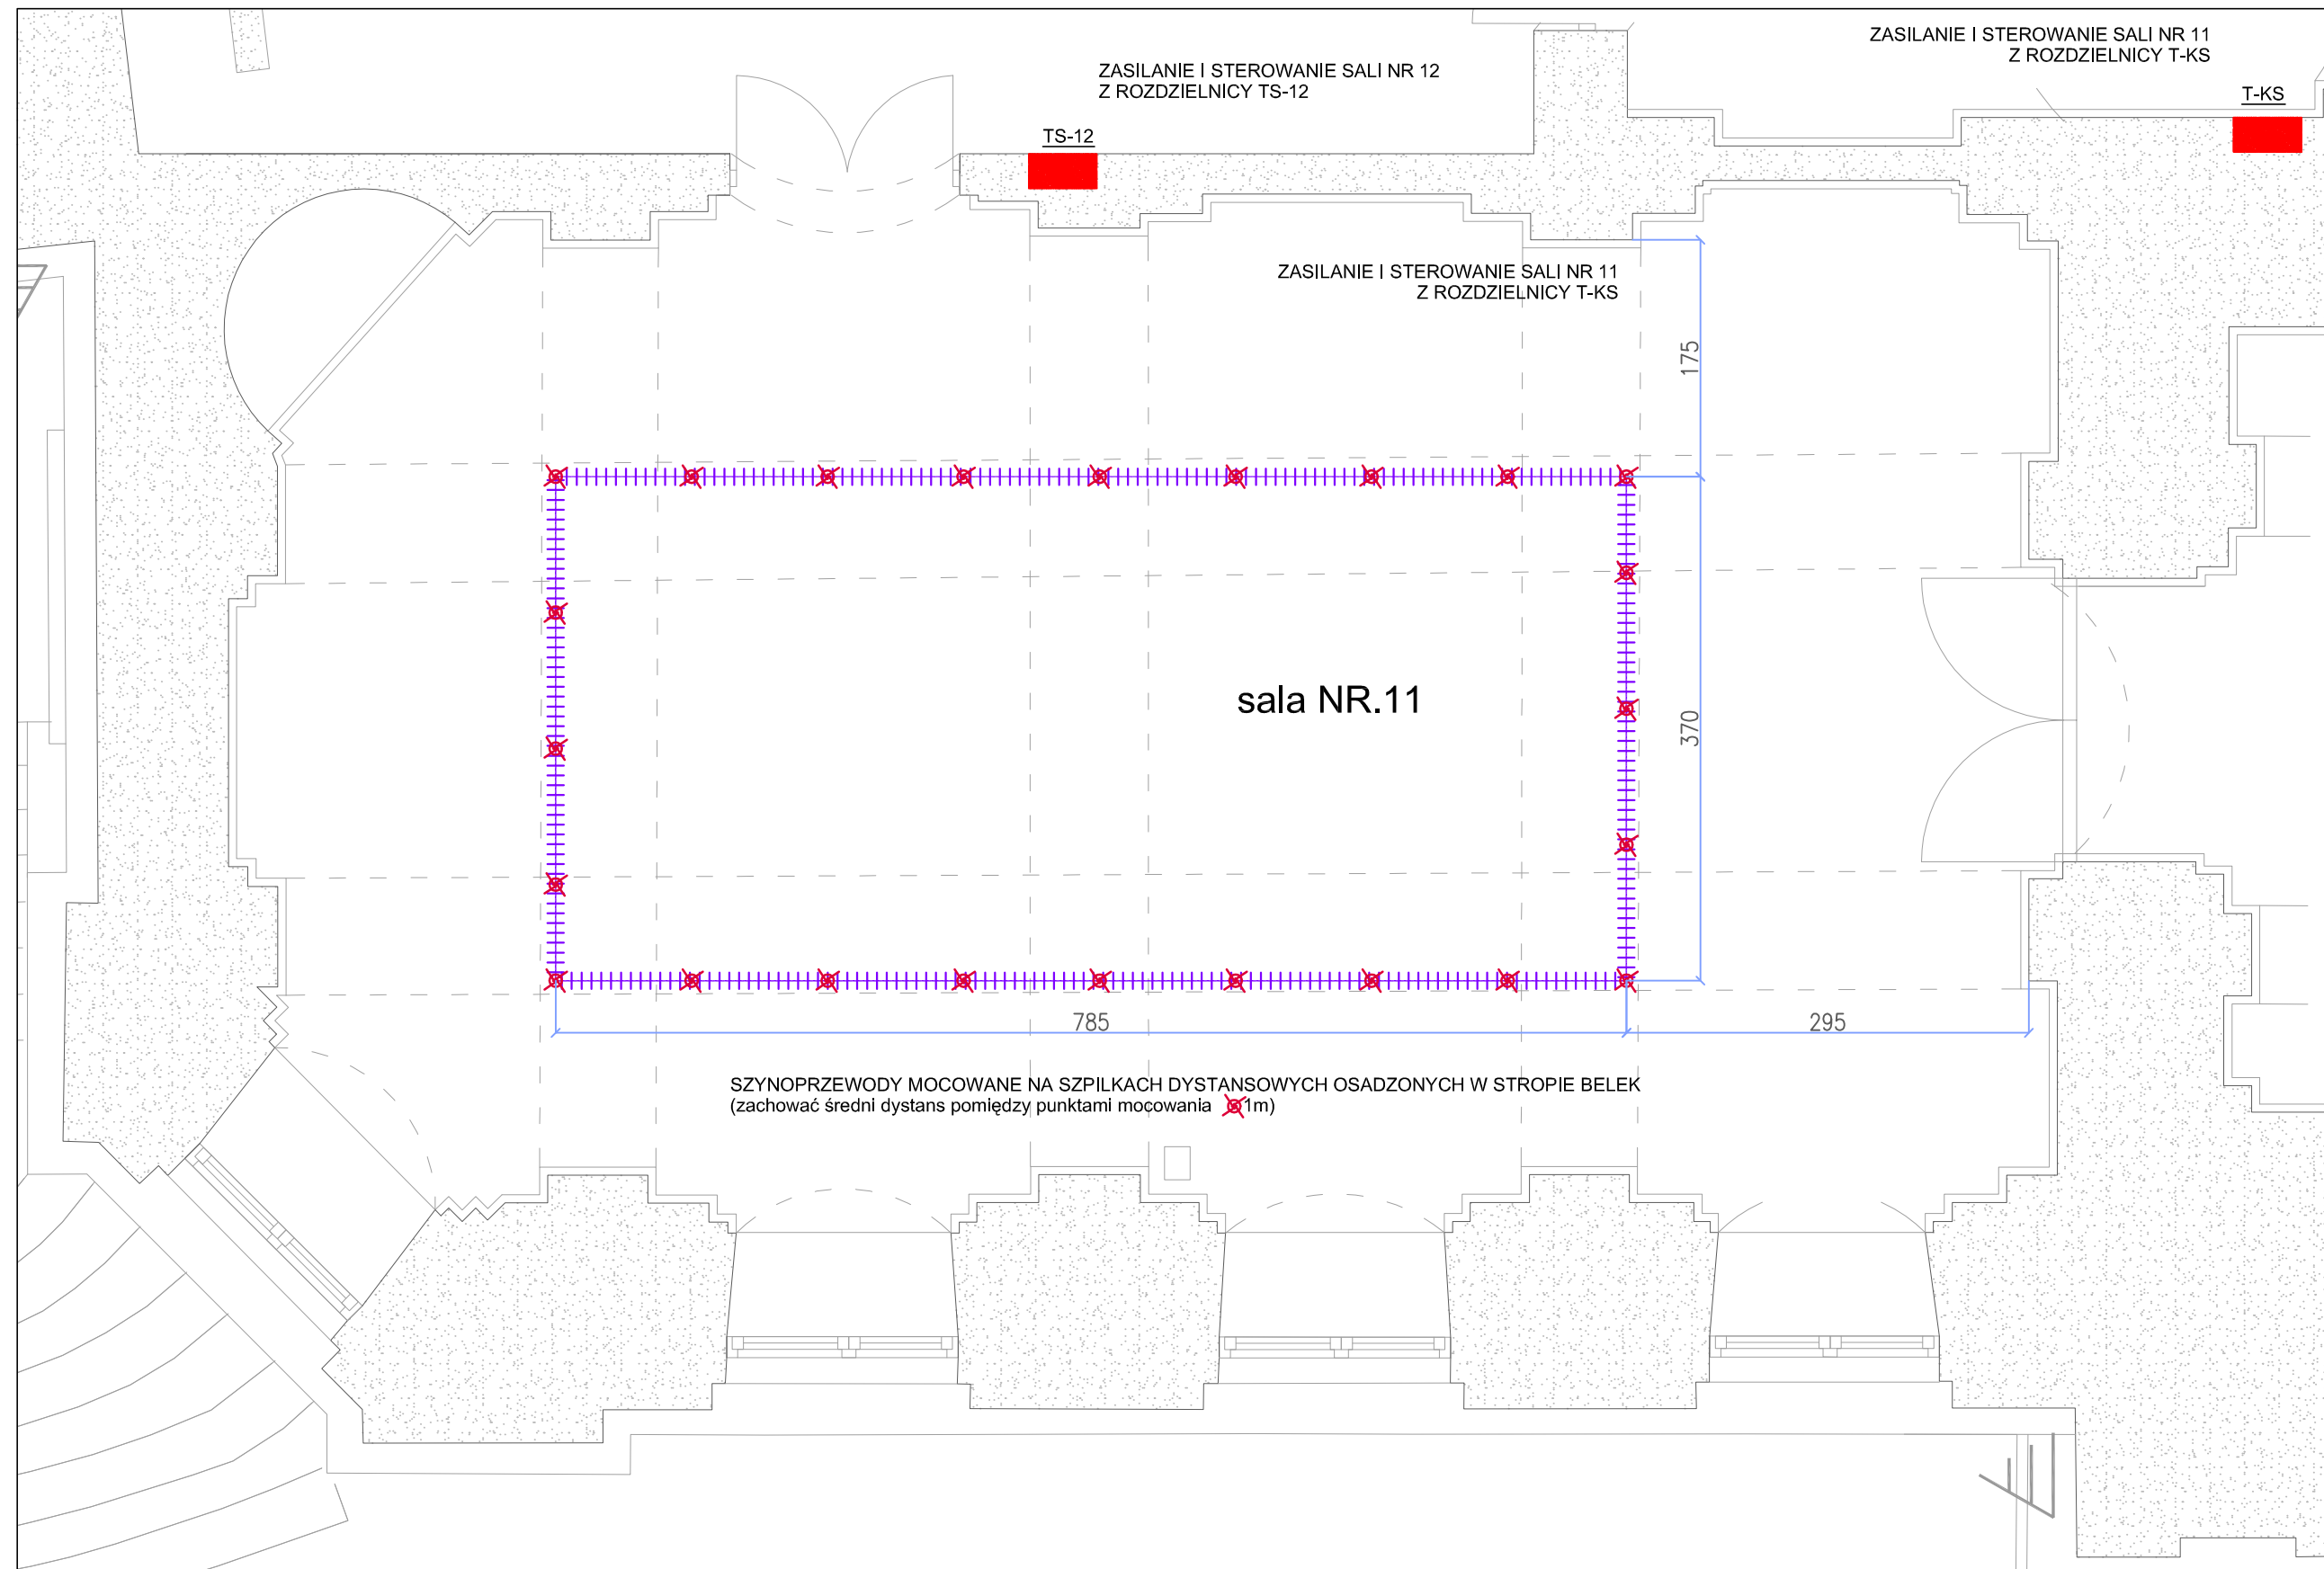 ZASILANIE I STEROWANIE SALI NR 11
Z ROZDZIELNICY T-KS
ZASILANIE I STEROWANIE SALI NR 12
Z ROZDZIELNICY TS-12
T-KS
TS-12
ZASILANIE I STEROWANIE SALI NR 11
Z ROZDZIELNICY T-KS
175
sala NR.11
370
785
295
SZYNOPRZEWODY MOCOWANE NA SZPILKACH DYSTANSOWYCH OSADZONYCH W STROPIE BELEK
(zachować średni dystans pomiędzy punktami mocowania 1m)